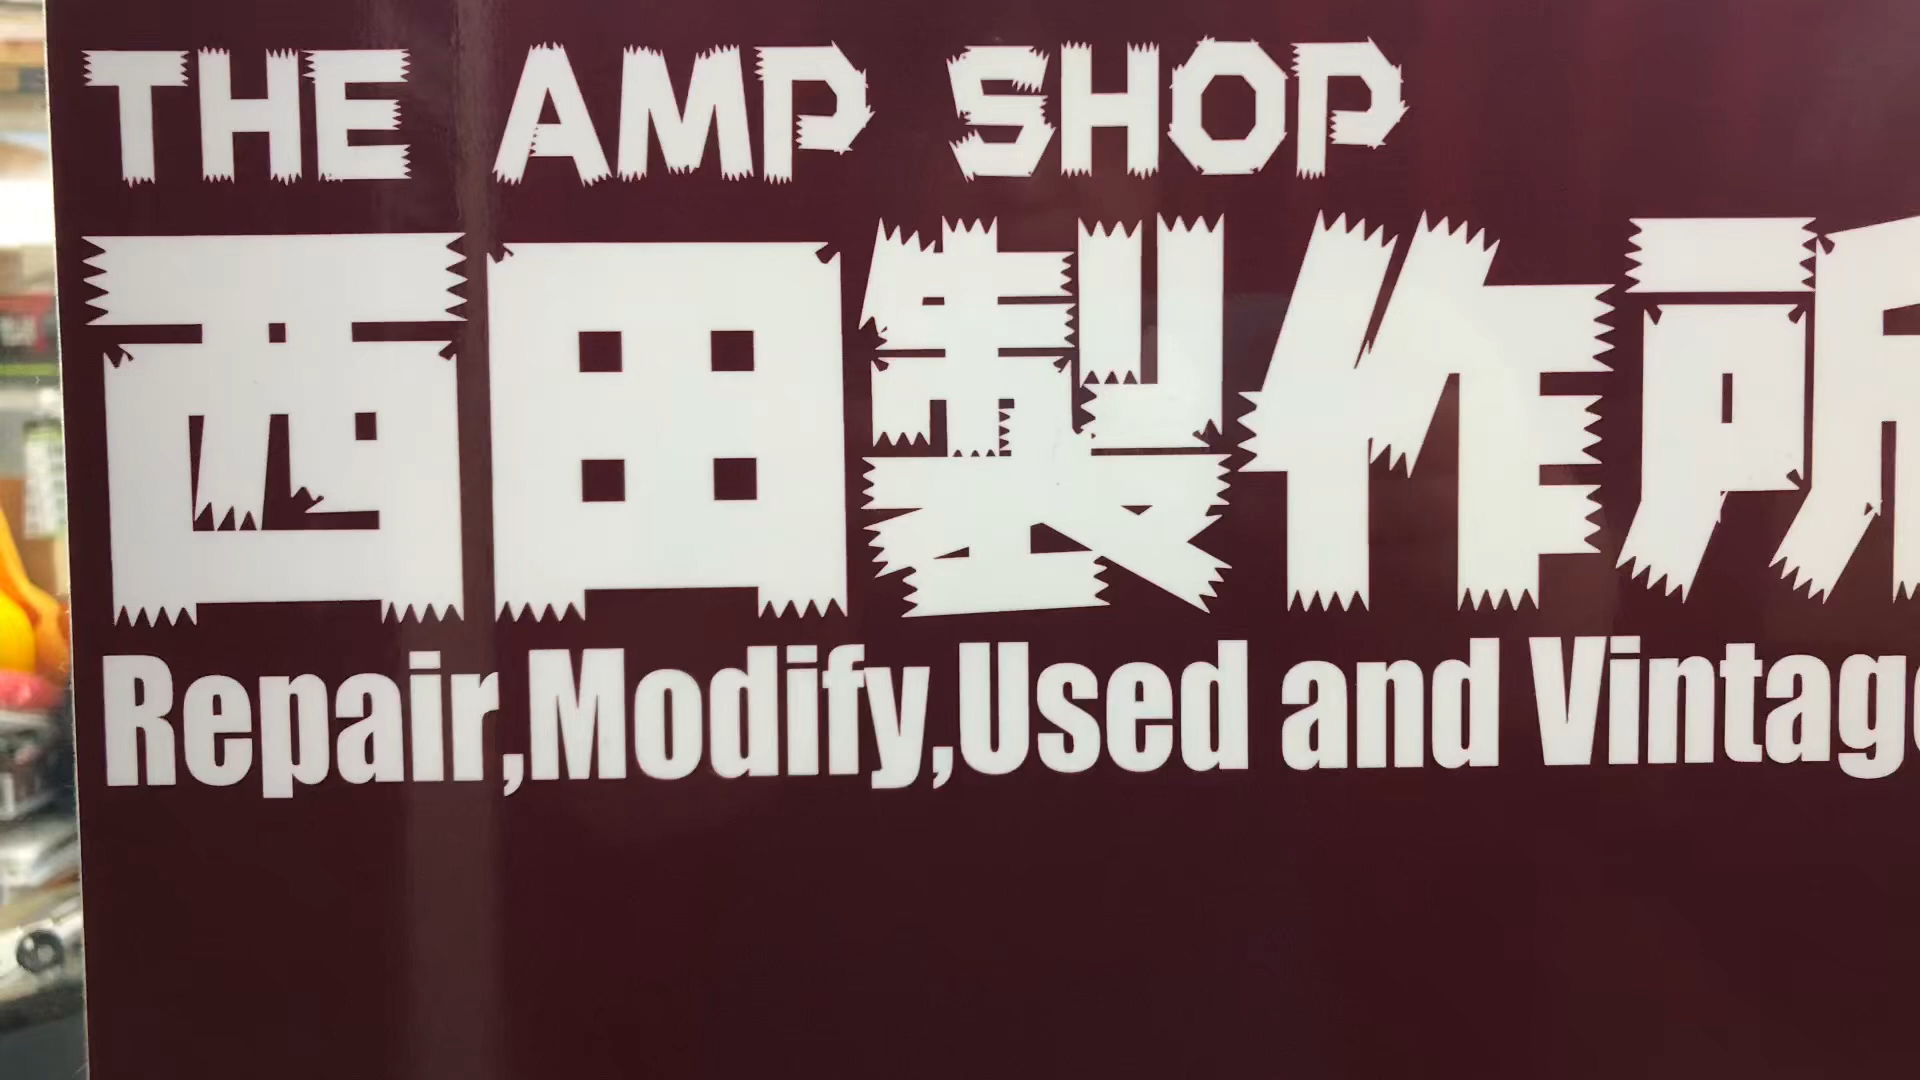 THE AMP SHOP
西田製作所
Repair,Modify,Used and Vintage